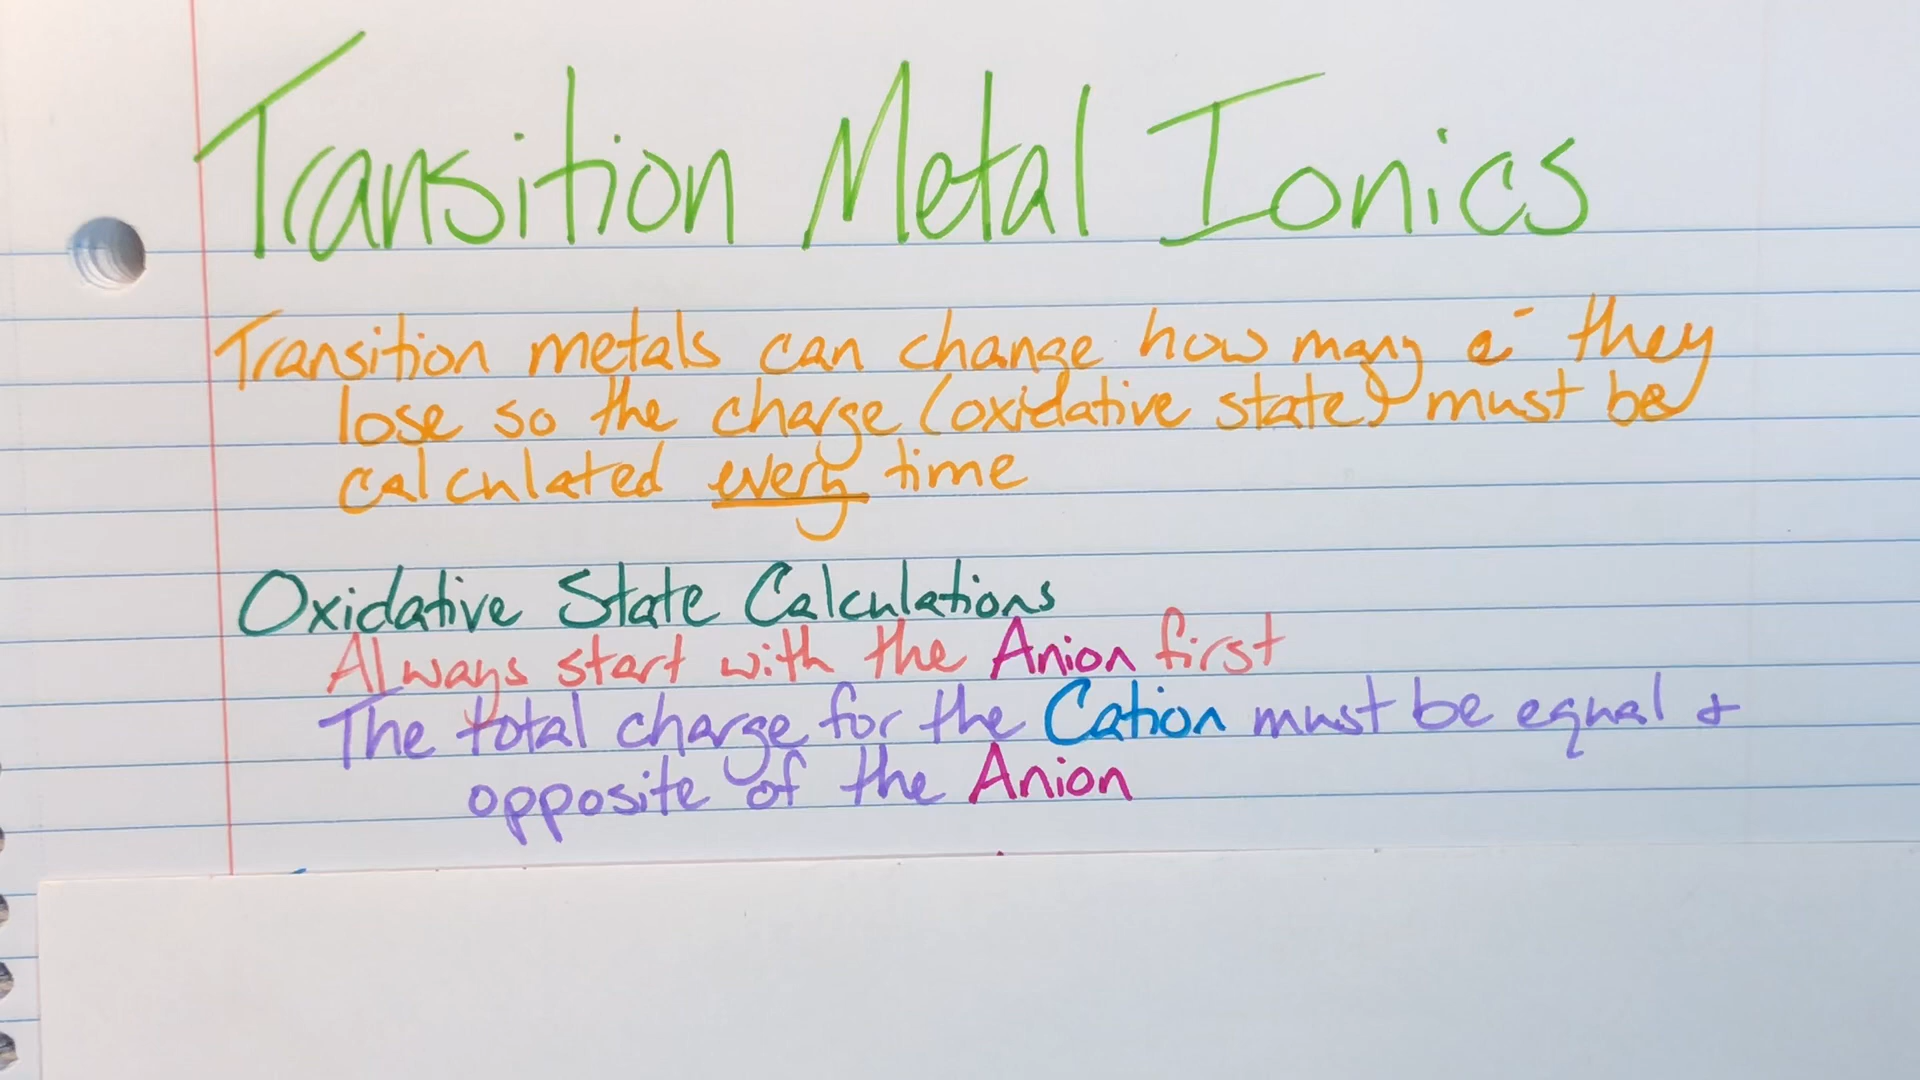 Transition Metal Ionics
Transition metals can change how many e⁻ they
lose so the charge (oxidative state) must be
calculated every time
Oxidative State Calculations
Always start with the Anion first
The total charge for the Cation must be equal &
opposite of the Anion